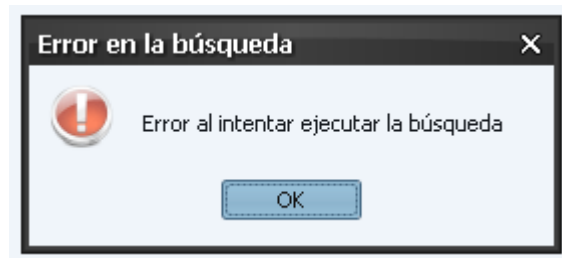 Error en la búsqueda
Error al intentar ejecutar la búsqueda
OK